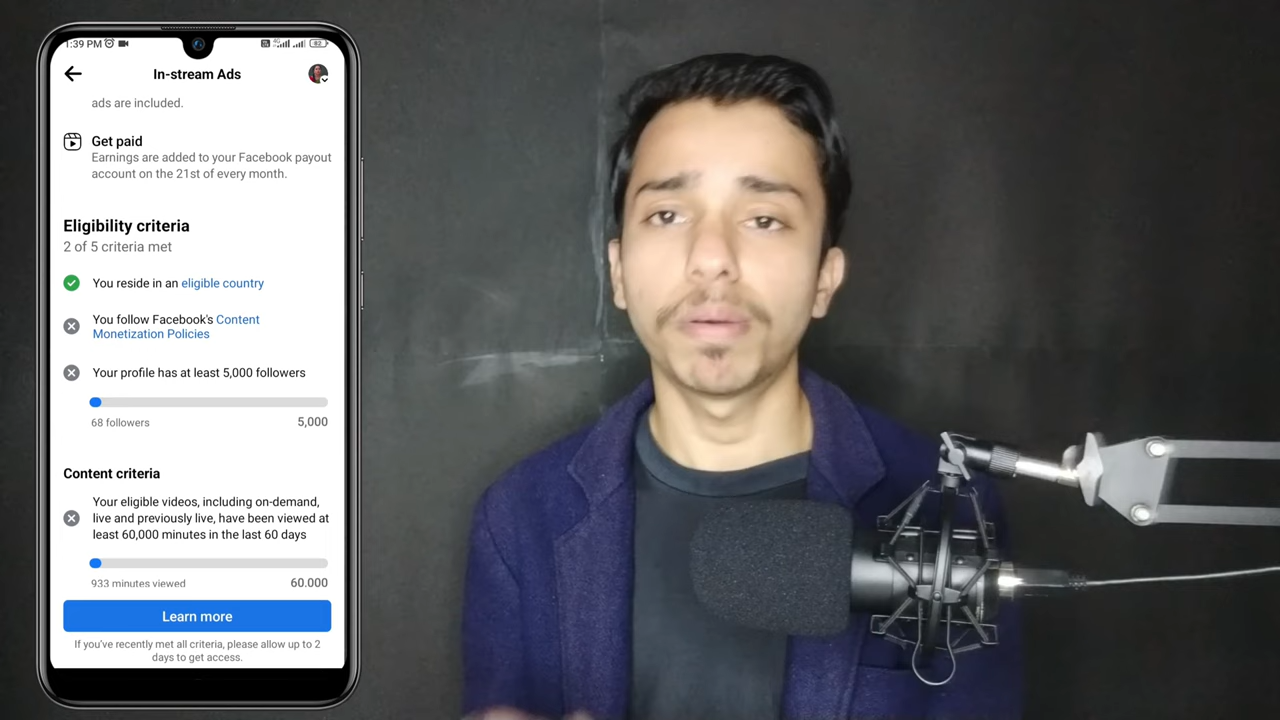 1:39 PM
82
In-stream Ads
ads are included.
Get paid
Earnings are added to your Facebook payout
account on the 21st of every month.
Eligibility criteria
2 of 5 criteria met
You reside in an eligible country
You follow Facebook's Content
Monetization Policies
Your profile has at least 5,000 followers
68 followers 5,000
Content criteria
Your eligible videos, including on-demand,
live and previously live, have been viewed at
least 60,000 minutes in the last 60 days
933 minutes viewed 60.000
Learn more
If you've recently met all criteria, please allow up to 2
days to get access.